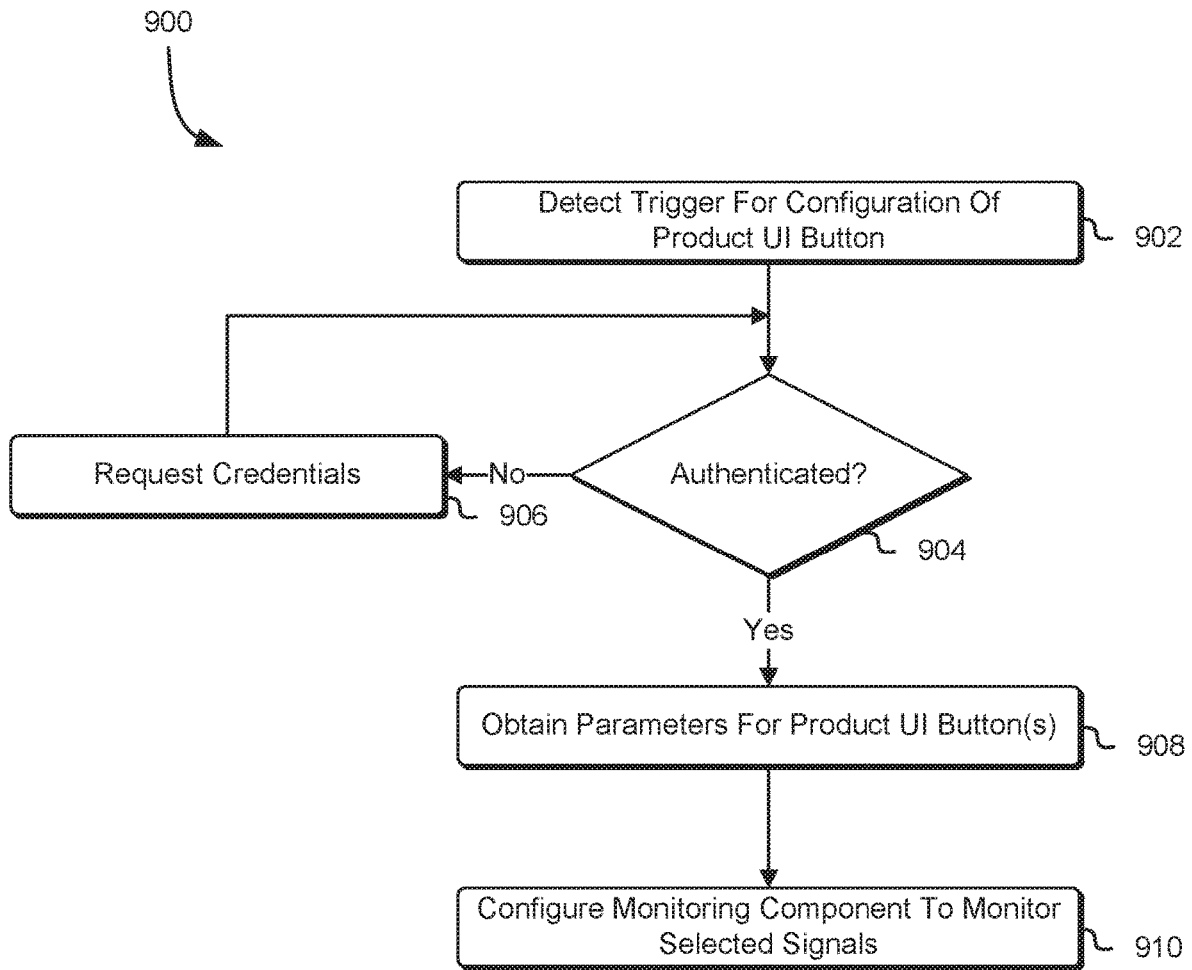 900
Detect Trigger For Configuration Of
Product UI Button
902
Request Credentials
906
No
Authenticated?
904
Yes
Obtain Parameters For Product UI Button(s)
908
Configure Monitoring Component To Monitor
Selected Signals
910